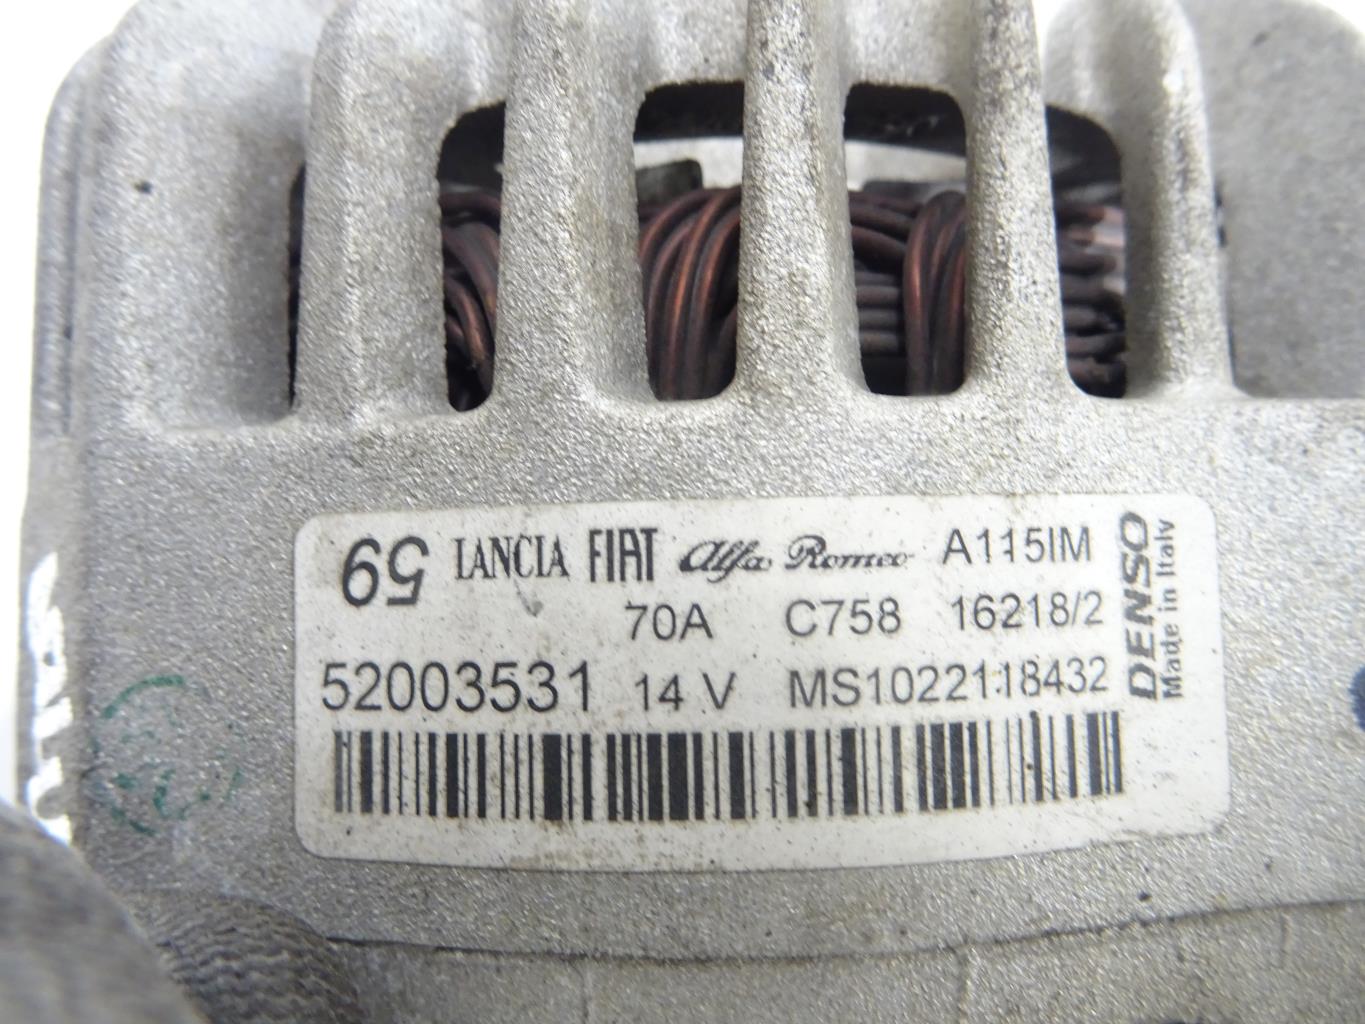 59 LANCIA FIAT Alfa Romeo A115IM
70A C758 16218/2
52003531 14 V MS1022118432
DENSO
Made in Italy